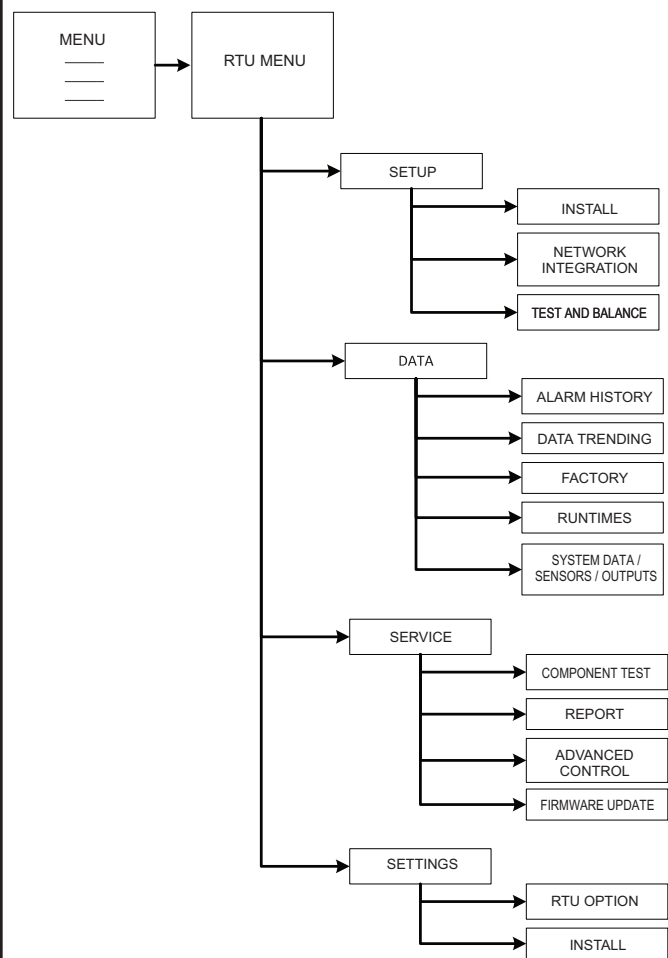 MENU
RTU MENU
SETUP
INSTALL
NETWORK
INTEGRATION
TEST AND BALANCE
DATA
ALARM HISTORY
DATA TRENDING
FACTORY
RUNTIMES
SYSTEM DATA /
SENSORS / OUTPUTS
SERVICE
COMPONENT TEST
REPORT
ADVANCED
CONTROL
FIRMWARE UPDATE
SETTINGS
RTU OPTION
INSTALL